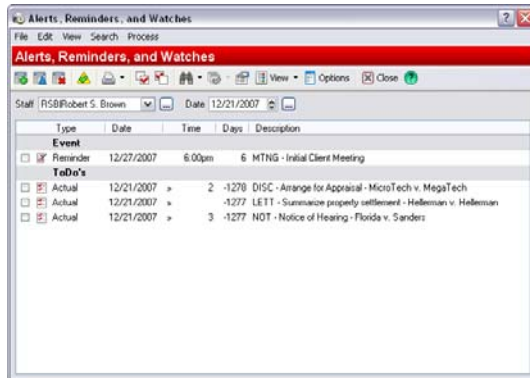 Alerts, Reminders, and Watches
File Edit View Search Process
Alerts, Reminders, and Watches
View Options Close
Staff RSB|Robert S. Brown Date 12/21/2007
Type Date Time Days Description
Event
Reminder 12/27/2007 6:00pm 6 MTNG - Initial Client Meeting
ToDo's
Actual 12/21/2007 » 2 -1278 DISC - Arrange for Appraisal - MicroTech v. MegaTech
Actual 12/21/2007 » -1277 LETT - Summarize property settlement - Hellerman v. Hellerman
Actual 12/21/2007 » 3 -1277 NOT - Notice of Hearing - Florida v. Sanders